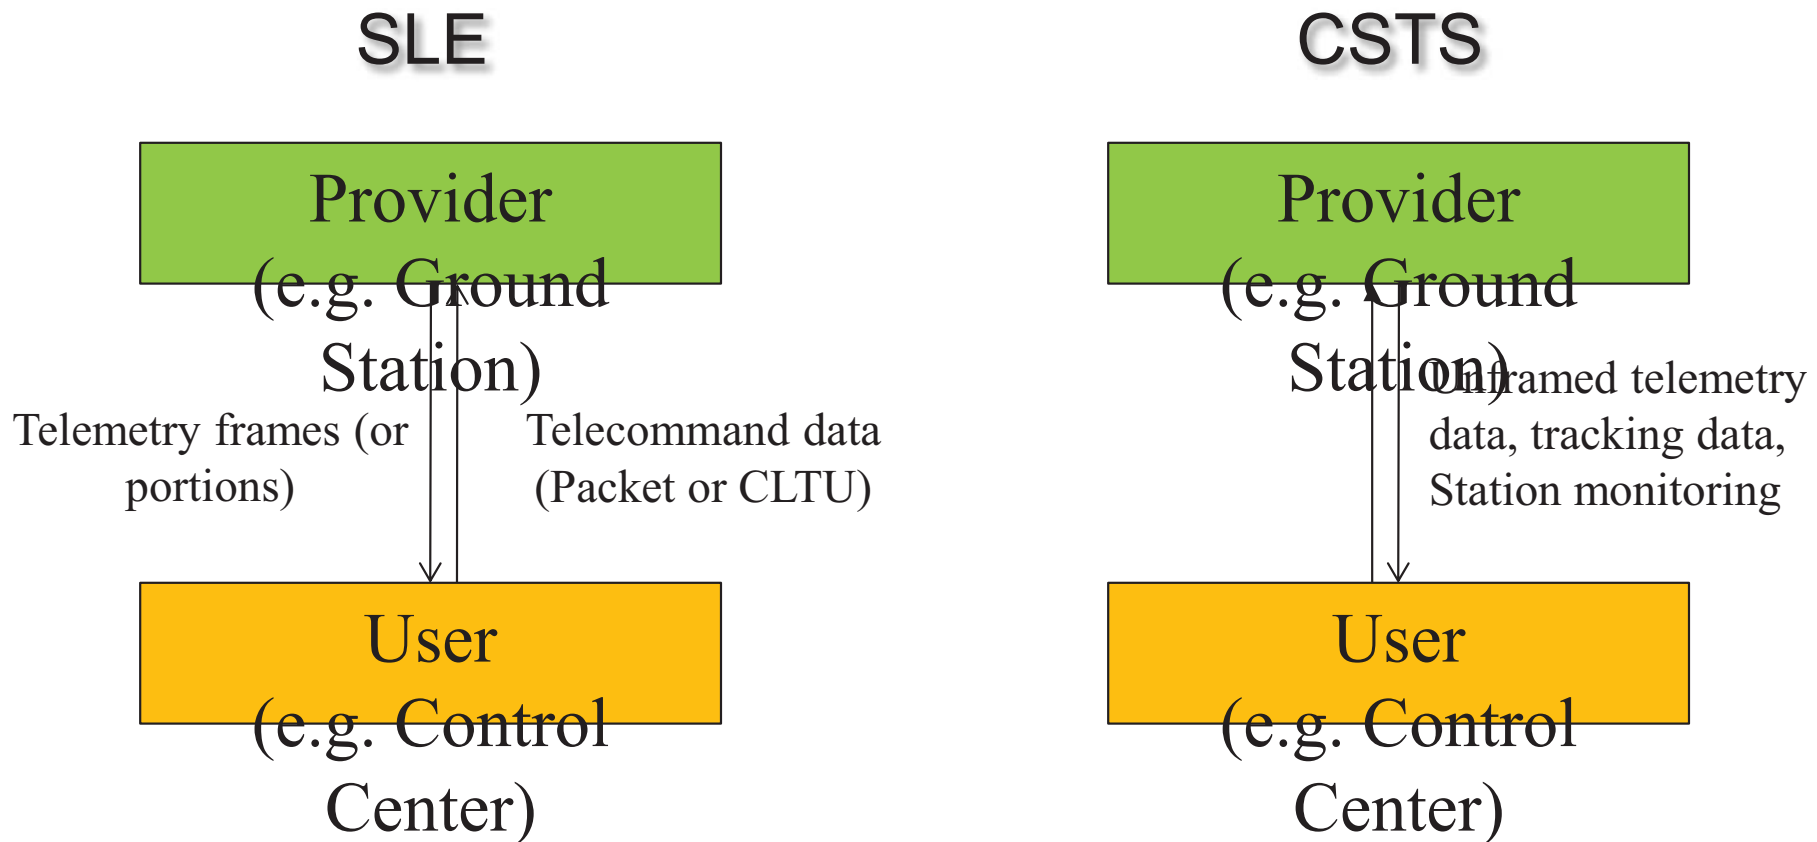 SLE
Provider
(e.g. Ground
Station)
Telemetry frames (or
portions)
Telecommand data
(Packet or CLTU)
User
(e.g. Control
Center)
CSTS
Provider
(e.g. Ground
Station)
Unframed telemetry
data, tracking data,
Station monitoring
User
(e.g. Control
Center)